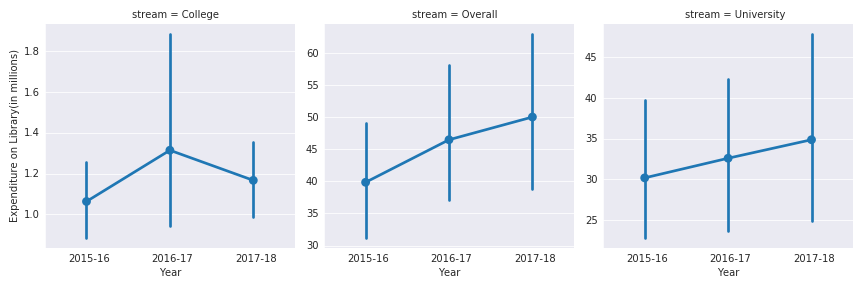 stream = College
stream = Overall
stream = University
Expenditure on Library(in millions)
1.8
1.6
1.4
1.2
1.0
60
55
50
45
40
35
30
45
40
35
30
25
2015-16 2016-17 2017-18
2015-16 2016-17 2017-18
2015-16 2016-17 2017-18
Year
Year
Year